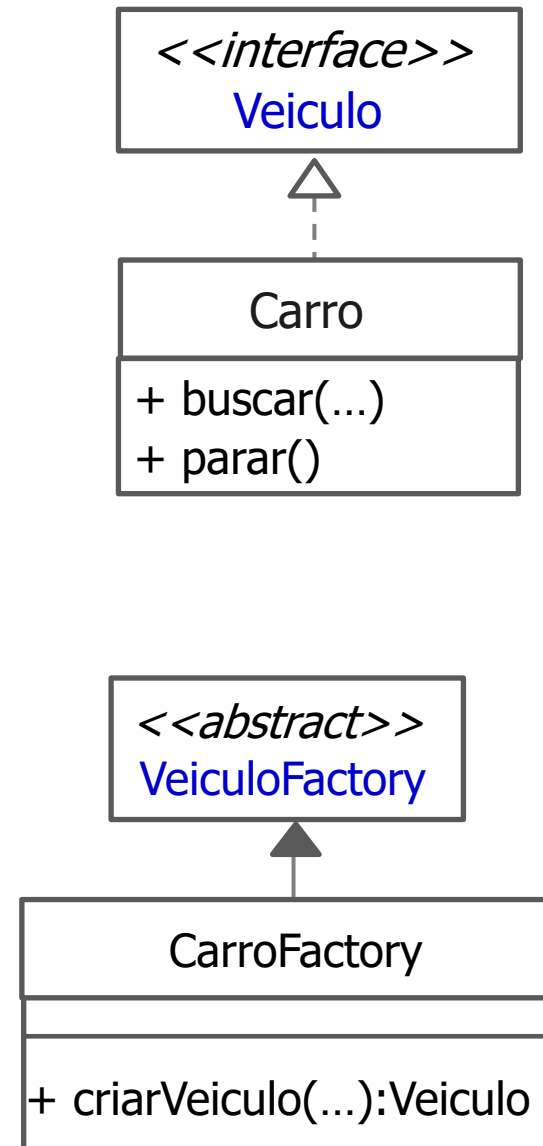 <<interface>>
Veiculo
Carro
+ buscar(...)
+ parar()
<<abstract>>
VeiculoFactory
CarroFactory
+ criarVeiculo(...):Veiculo